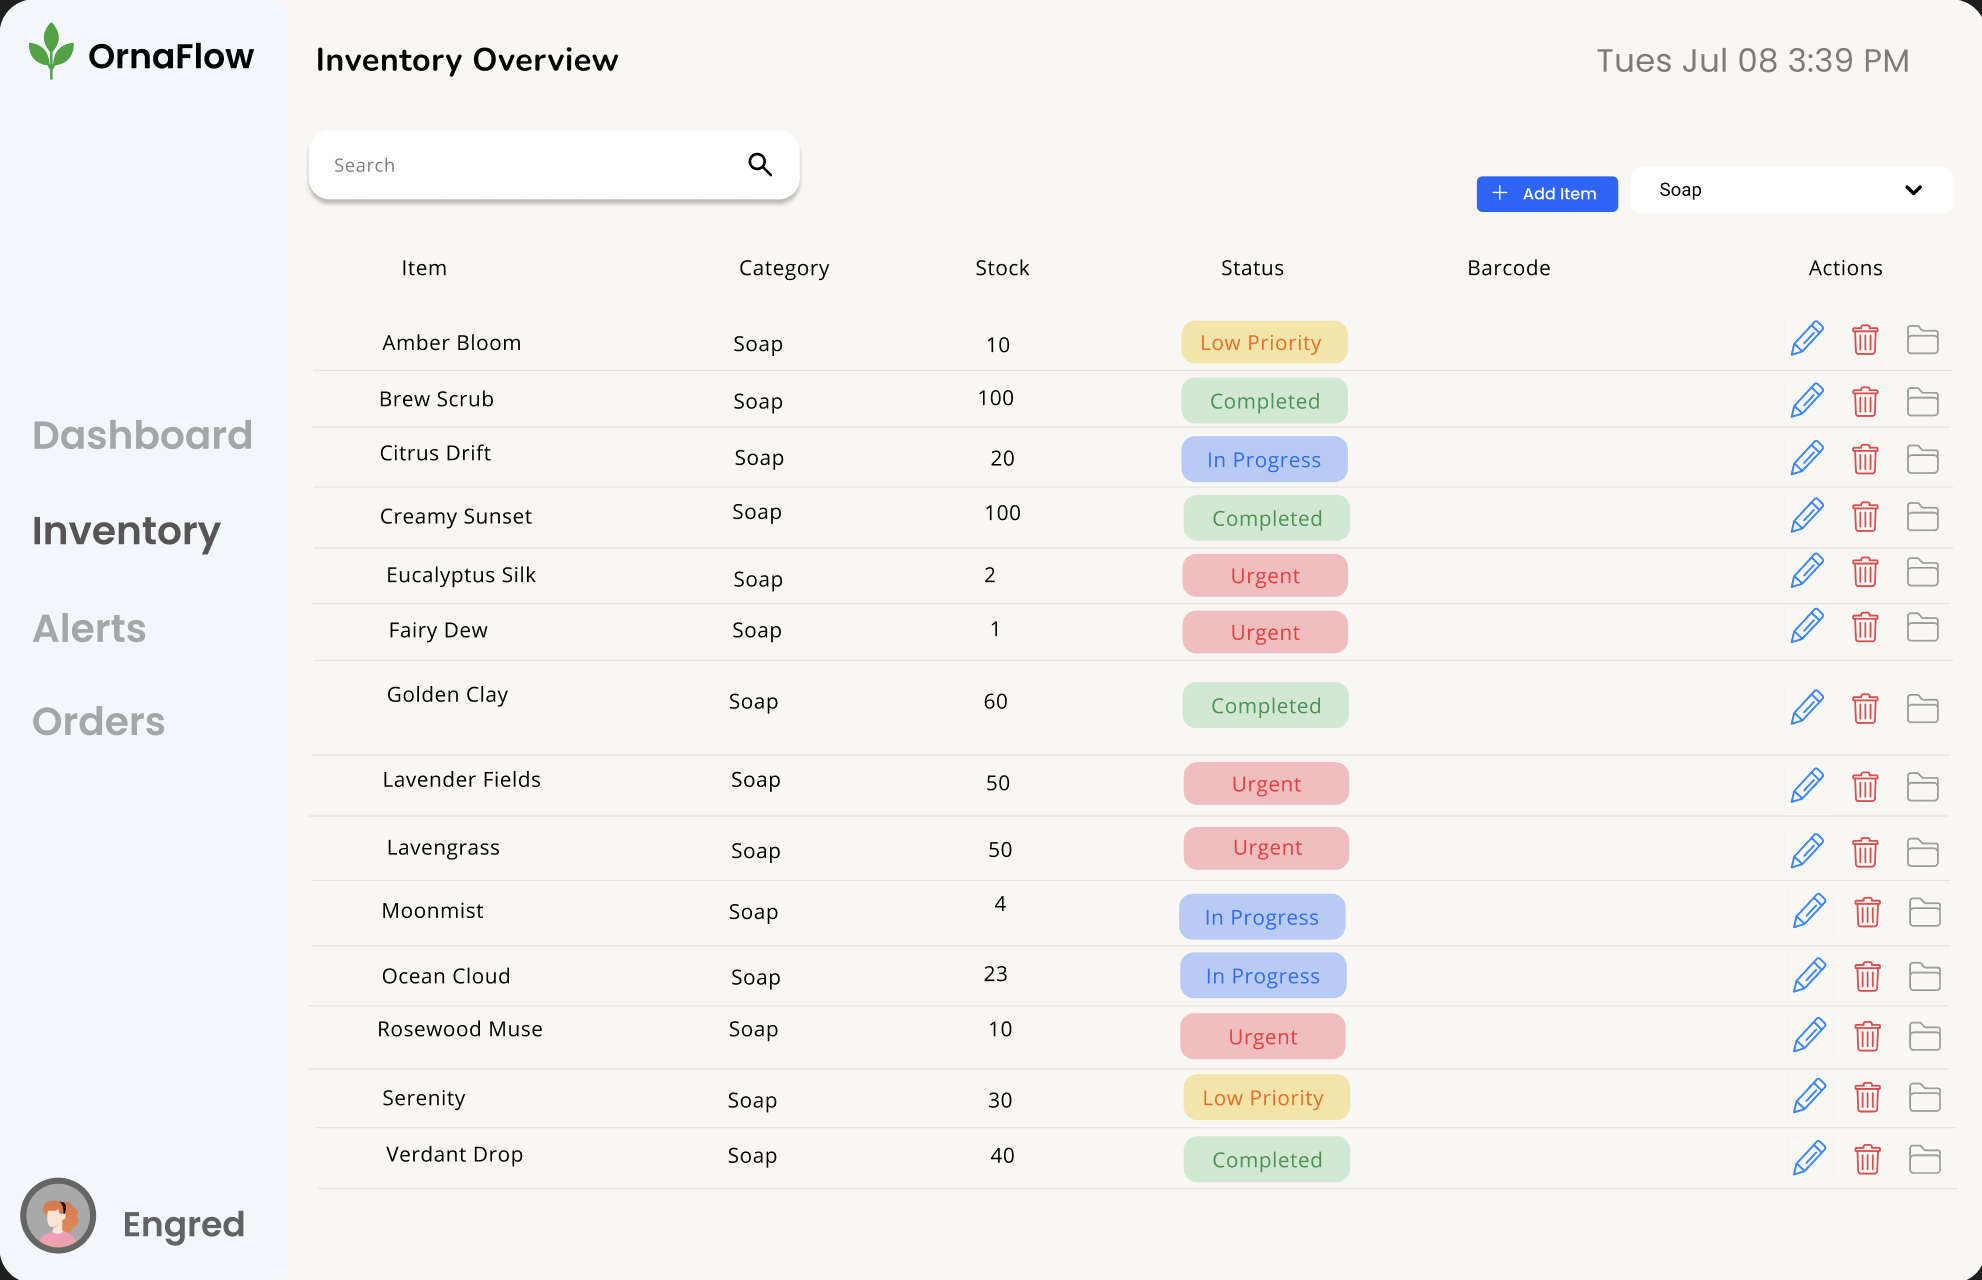 OrnaFlow
Inventory Overview
Tues Jul 08 3:39 PM
Search
Add Item
Soap
Item Category Stock Status Barcode Actions
Amber Bloom Soap 10 Low Priority
Brew Scrub Soap 100 Completed
Citrus Drift Soap 20 In Progress
Creamy Sunset Soap 100 Completed
Eucalyptus Silk Soap 2 Urgent
Fairy Dew Soap 1 Urgent
Golden Clay Soap 60 Completed
Lavender Fields Soap 50 Urgent
Lavengrass Soap 50 Urgent
Moonmist Soap 4 In Progress
Ocean Cloud Soap 23 In Progress
Rosewood Muse Soap 10 Urgent
Serenity Soap 30 Low Priority
Verdant Drop Soap 40 Completed
Dashboard
Inventory
Alerts
Orders
Engred